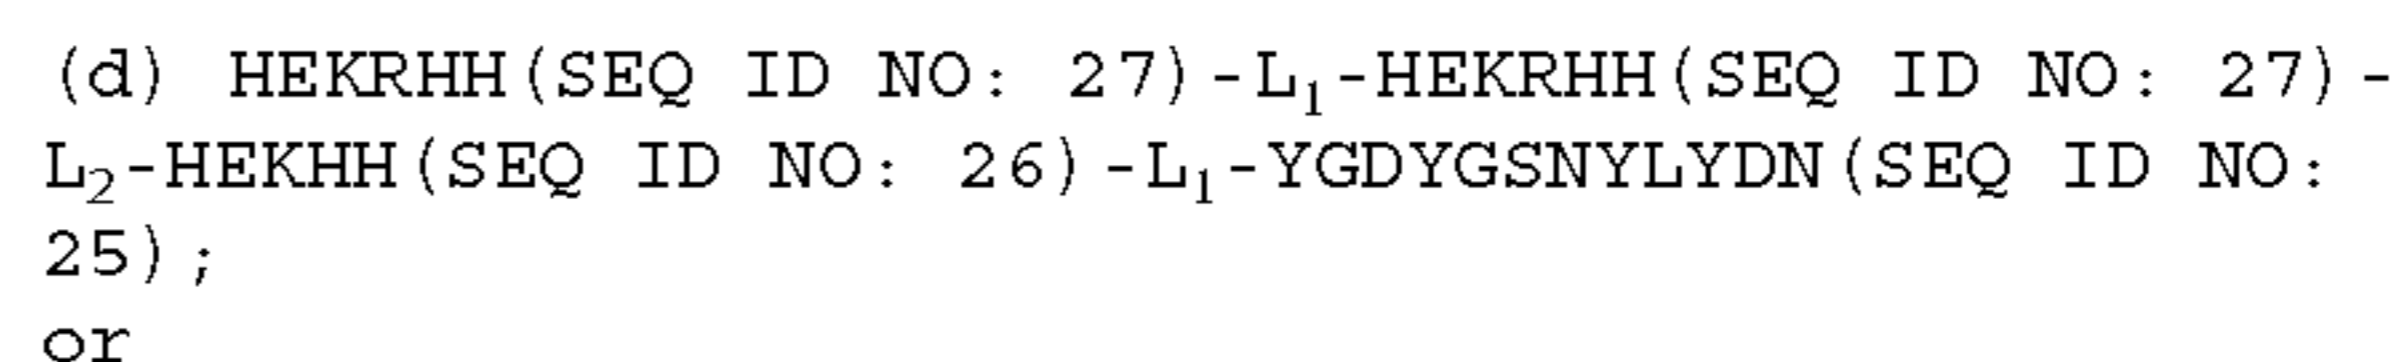 (d) HEKRHH(SEQ ID NO: 27)-L₁-HEKRHH(SEQ ID NO: 27)-
L₂-HEKHH(SEQ ID NO: 26)-L₁-YGDYGSNYLYDN(SEQ ID NO:
25);
or